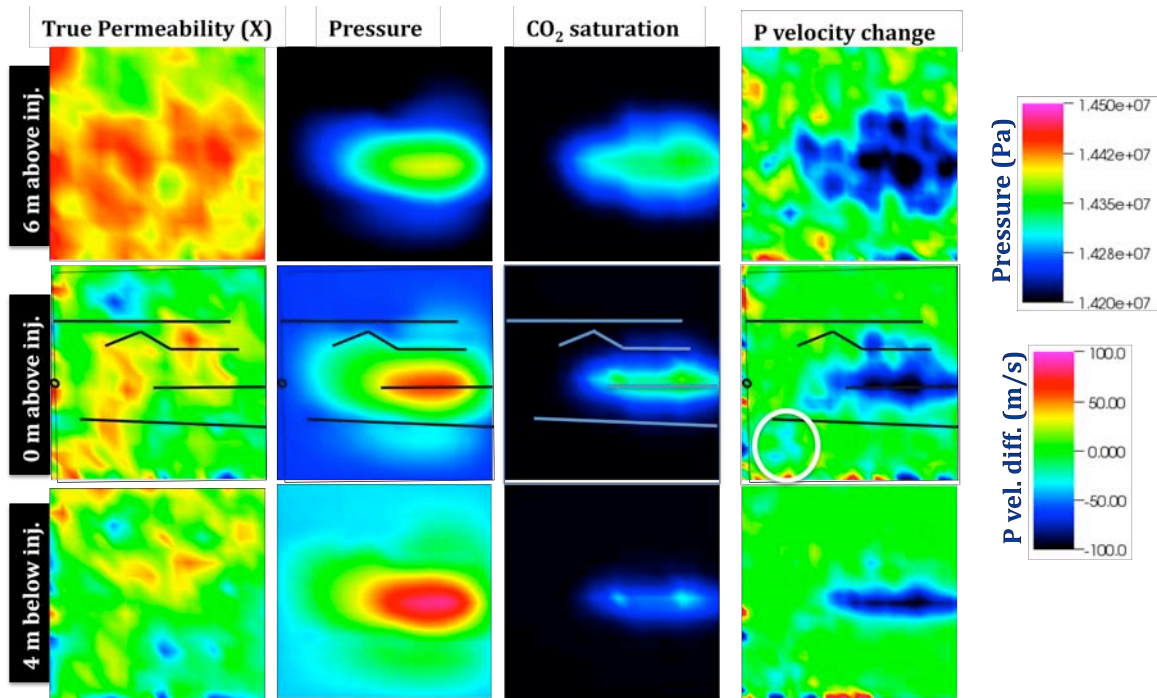 True Permeability (X)
Pressure
CO₂ saturation
P velocity change
6 m above inj.
0 m above inj.
4 m below inj.
Pressure (Pa)
1.450e+07
1.442e+07
1.435e+07
1.428e+07
1.420e+07
P vel. diff. (m/s)
100.0
50.00
0.000
-50.00
-100.0